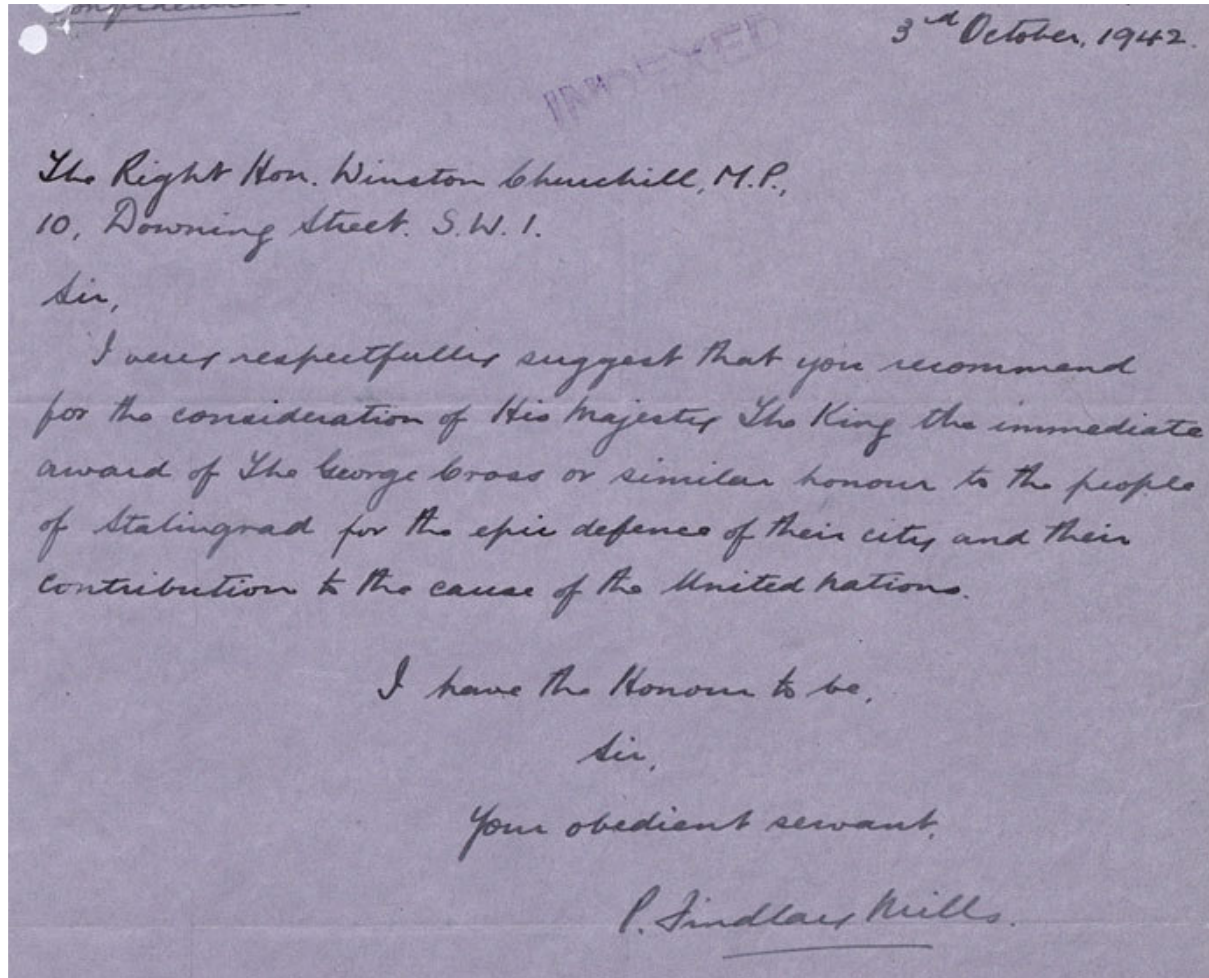 Confidential.
3rd October, 1942.
INDEXED
The Right Hon. Winston Churchill, M.P.,
10, Downing Street. S.W.1.
Sir,
I very respectfully suggest that you recommend
for the consideration of His Majesty The King the immediate
award of The George Cross or similar honour to the people
of Stalingrad for the epic defence of their city and their
contribution to the cause of the United Nations.
I have the Honour to be,
Sir,
Your obedient servant,
P. Findlay Mills.